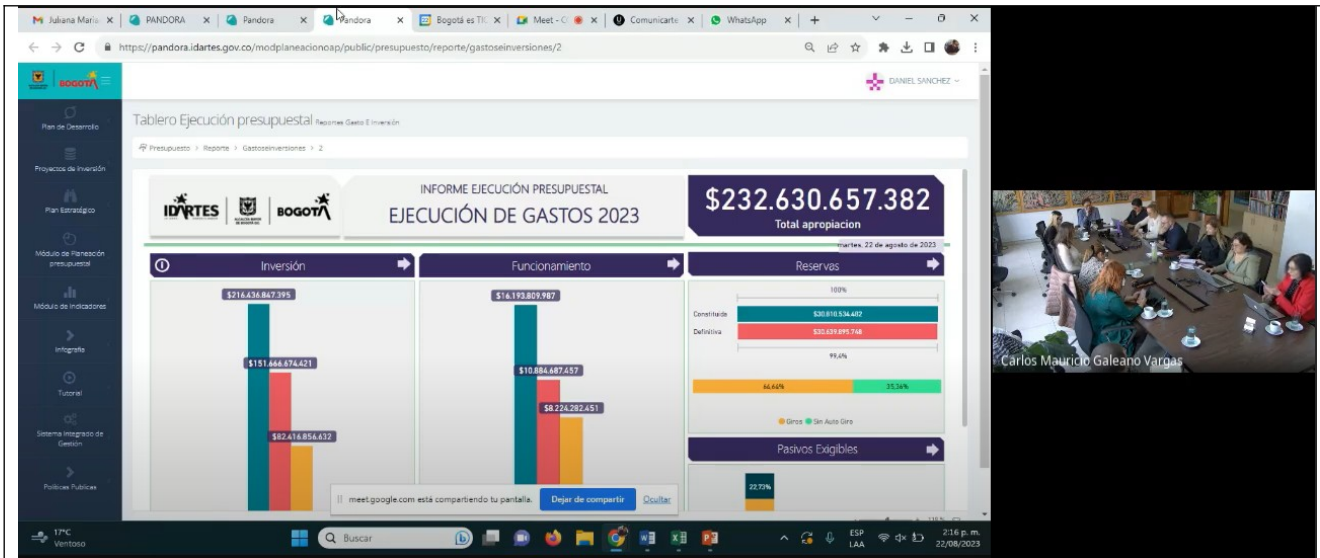 Juliana Maria
PANDORA
Pandora
Pandora
Bogotá es TIC
Meet - C
Comunicarte
WhatsApp
https://pandora.idartes.gov.co/modplaneacionoap/public/presupuesto/reporte/gastoseinversiones/2
BOGOTÁ
DANIEL SANCHEZ
Plan de Desarrollo
Proyectos de Inversión
Plan Estratégico
Módulo de Planeación
presupuestal
Módulo de Indicadores
Infografía
Tutorial
Sistema Integrado de
Gestión
Políticas Publicas
Tablero Ejecución presupuestal Reportes Gasto E Inversión
Presupuesto > Reporte > Gastoseinversiones > 2
IDARTES
BOGOTÁ
INFORME EJECUCIÓN PRESUPUESTAL
EJECUCIÓN DE GASTOS 2023
$232.630.657.382
Total apropiacion
martes, 22 de agosto de 2023
Inversión
$216.436.847.395
$151.666.674.421
$82.416.856.632
Funcionamiento
$16.193.809.987
$10.884.687.457
$8.224.282.451
Reservas
100%
Constituida
$30.810.534.482
Definitiva
$30.639.895.768
99,4%
35,36%
Giros
Sin Auto Giro
Pasivos Exigibles
22,73%
meet.google.com está compartiendo tu pantalla.
Dejar de compartir
Ocultar
Carlos Mauricio Galeano Vargas
17°C
Ventoso
Buscar
ESP
LAA
2:16 p. m.
22/08/2023